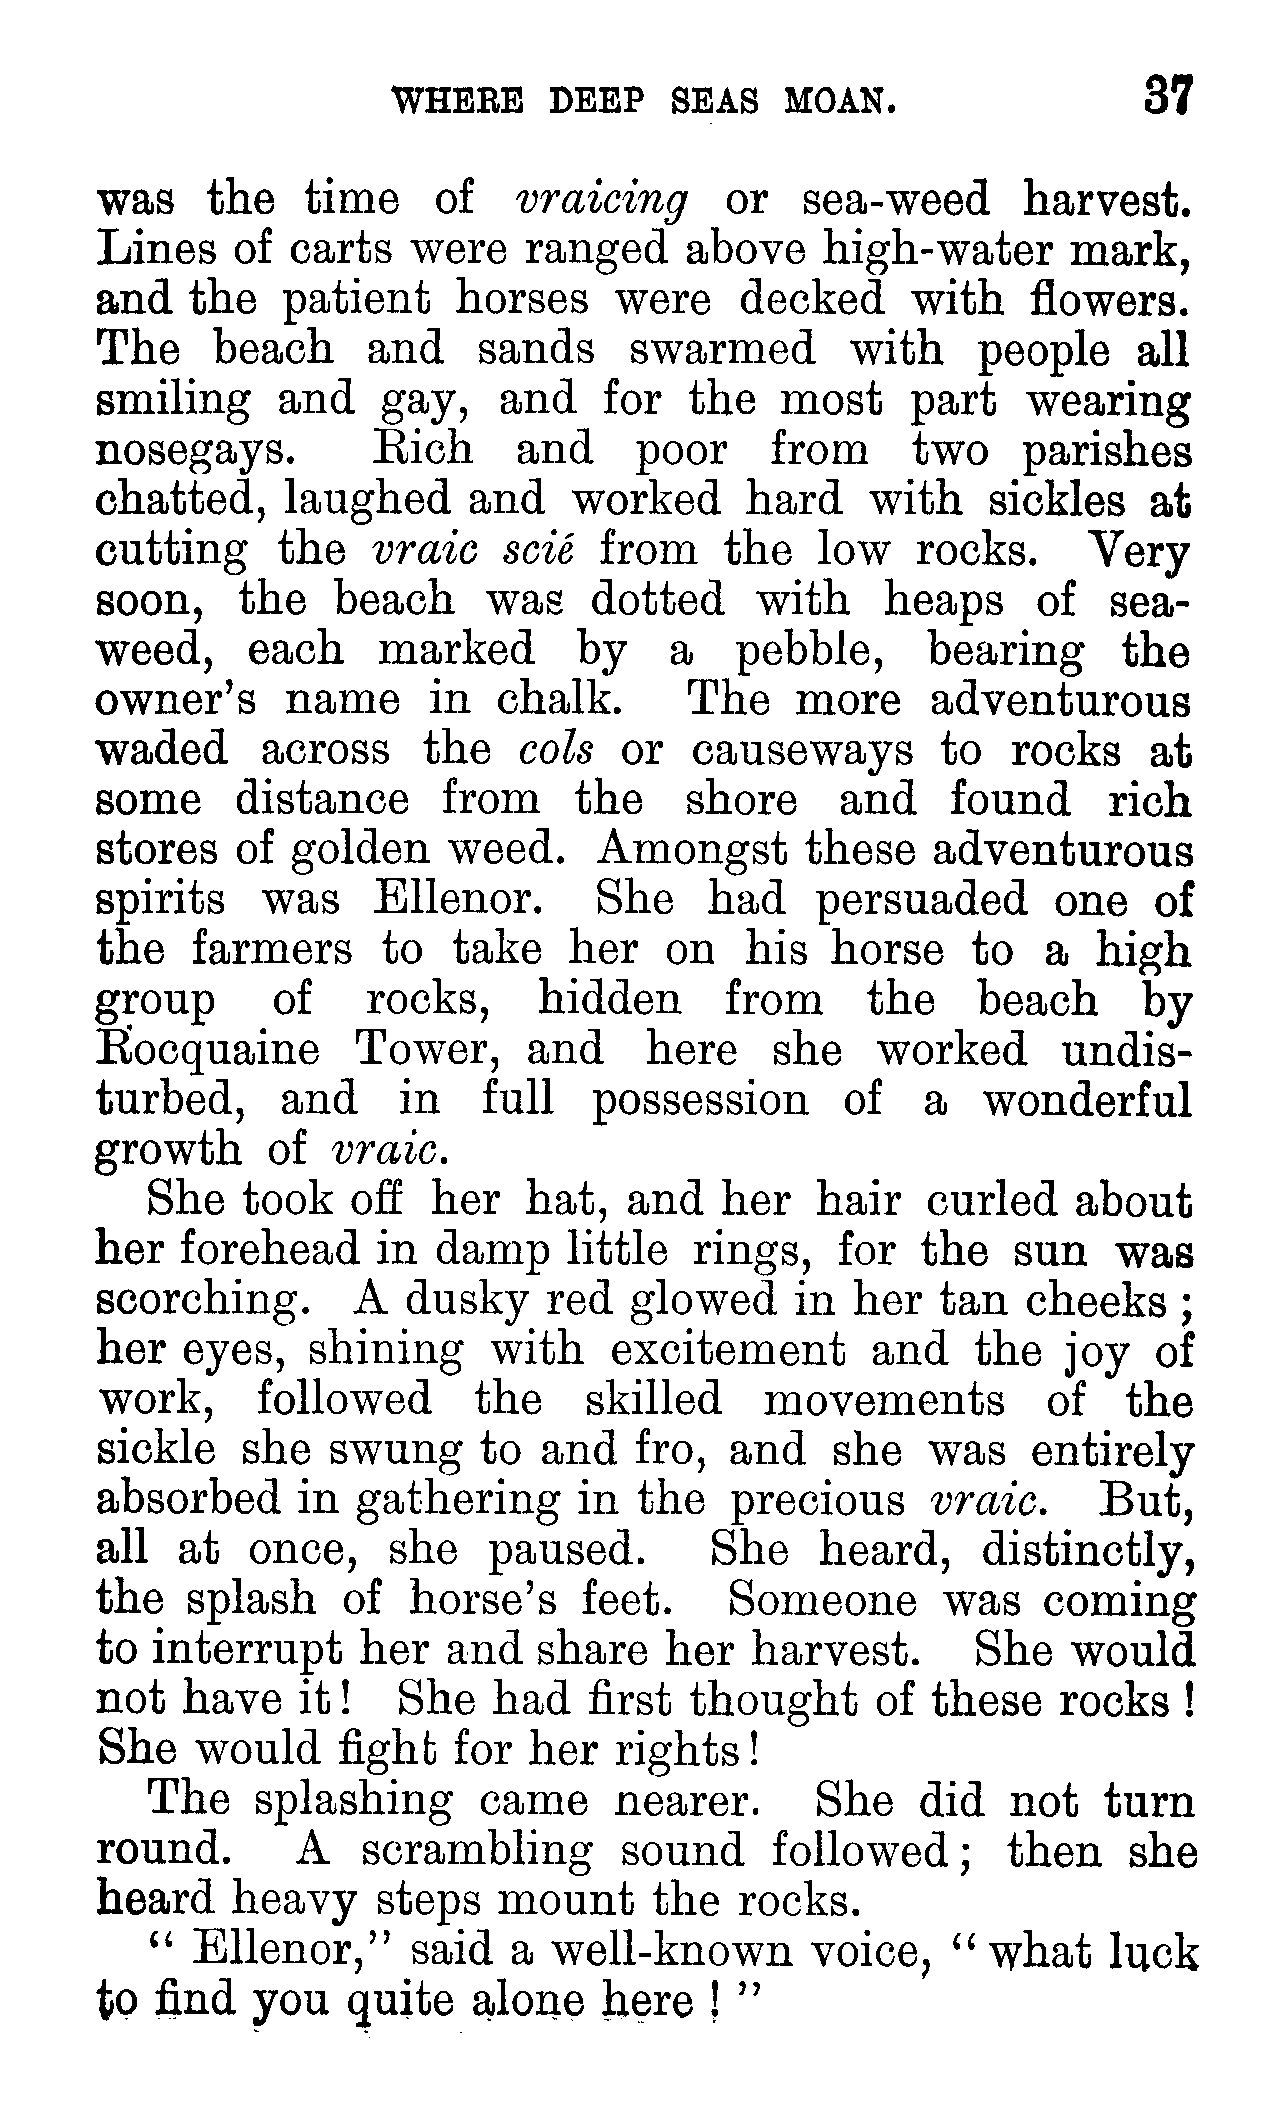 WHERE DEEP SEAS MOAN. 37
was the time of vraicing or sea-weed harvest.
Lines of carts were ranged above high-water mark,
and the patient horses were decked with flowers.
The beach and sands swarmed with people all
smiling and gay, and for the most part wearing
nosegays. Rich and poor from two parishes
chatted, laughed and worked hard with sickles at
cutting the vraic scié from the low rocks. Very
soon, the beach was dotted with heaps of sea-
weed, each marked by a pebble, bearing the
owner's name in chalk. The more adventurous
waded across the cols or causeways to rocks at
some distance from the shore and found rich
stores of golden weed. Amongst these adventurous
spirits was Ellenor. She had persuaded one of
the farmers to take her on his horse to a high
group of rocks, hidden from the beach by
Rocquaine Tower, and here she worked undis-
turbed, and in full possession of a wonderful
growth of vraic.
She took off her hat, and her hair curled about
her forehead in damp little rings, for the sun was
scorching. A dusky red glowed in her tan cheeks ;
her eyes, shining with excitement and the joy of
work, followed the skilled movements of the
sickle she swung to and fro, and she was entirely
absorbed in gathering in the precious vraic. But,
all at once, she paused. She heard, distinctly,
the splash of horse's feet. Someone was coming
to interrupt her and share her harvest. She would
not have it! She had first thought of these rocks !
She would fight for her rights!
The splashing came nearer. She did not turn
round. A scrambling sound followed; then she
heard heavy steps mount the rocks.
“ Ellenor,” said a well-known voice, “ what luck
to find you quite alone here ! ”